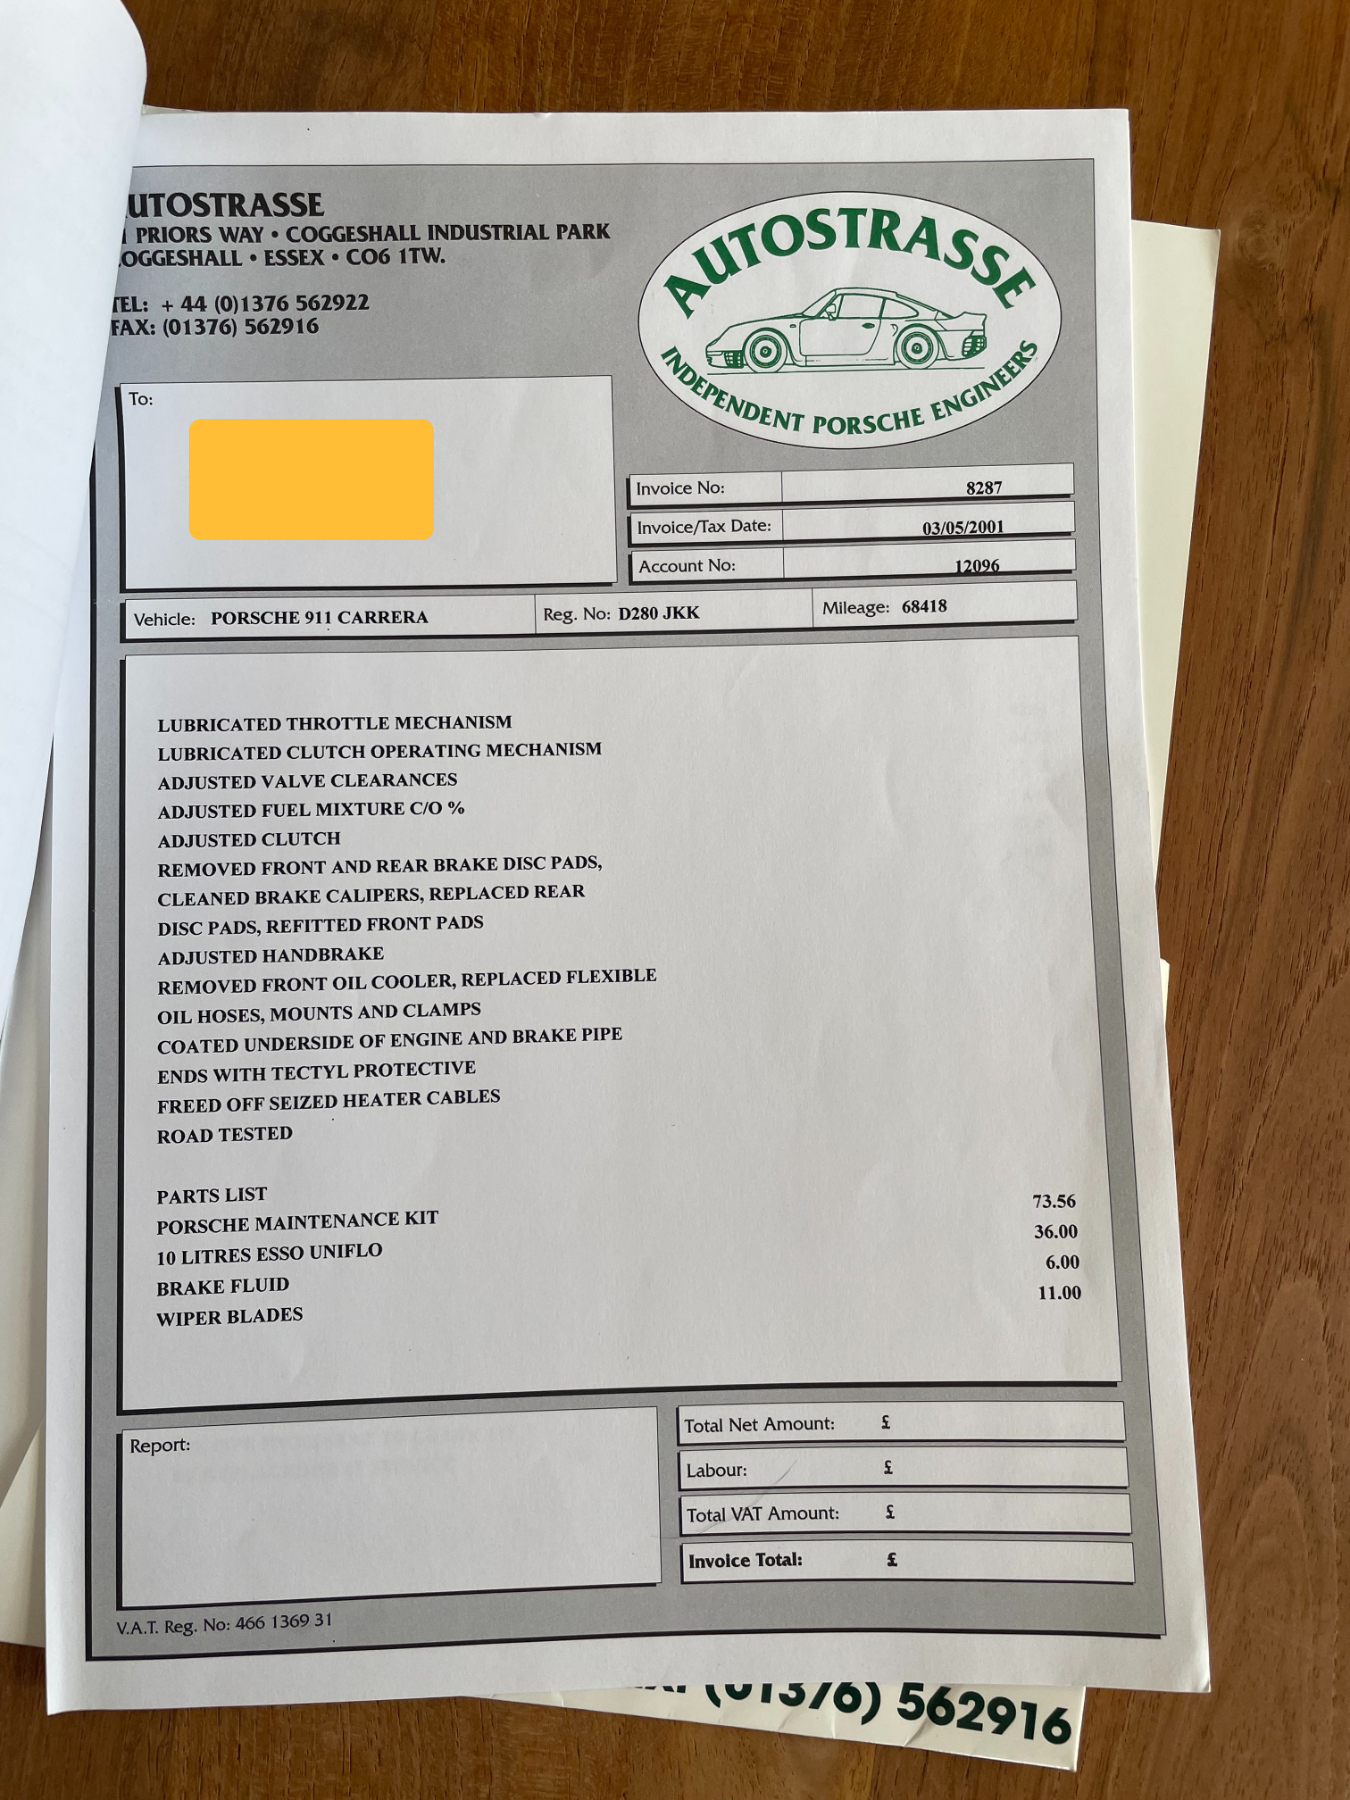 UTOSTRASSE
PRIORS WAY • COGGESHALL INDUSTRIAL PARK
OGGESHALL • ESSEX • CO6 1TW.
TEL: + 44 (0)1376 562922
FAX: (01376) 562916
AUTOSTRASSE
INDEPENDENT PORSCHE ENGINEERS
To:
Invoice No: 8287
Invoice/Tax Date: 03/05/2001
Account No: 12096
Vehicle: PORSCHE 911 CARRERA Reg. No: D280 JKK Mileage: 68418
LUBRICATED THROTTLE MECHANISM
LUBRICATED CLUTCH OPERATING MECHANISM
ADJUSTED VALVE CLEARANCES
ADJUSTED FUEL MIXTURE C/O %
ADJUSTED CLUTCH
REMOVED FRONT AND REAR BRAKE DISC PADS,
CLEANED BRAKE CALIPERS, REPLACED REAR
DISC PADS, REFITTED FRONT PADS
ADJUSTED HANDBRAKE
REMOVED FRONT OIL COOLER, REPLACED FLEXIBLE
OIL HOSES, MOUNTS AND CLAMPS
COATED UNDERSIDE OF ENGINE AND BRAKE PIPE
ENDS WITH TECTYL PROTECTIVE
FREED OFF SEIZED HEATER CABLES
ROAD TESTED
PARTS LIST
PORSCHE MAINTENANCE KIT 73.56
10 LITRES ESSO UNIFLO 36.00
BRAKE FLUID 6.00
WIPER BLADES 11.00
Report:
Total Net Amount: £
Labour: £
Total VAT Amount: £
Invoice Total: £
V.A.T. Reg. No: 466 1369 31
(01376) 562916